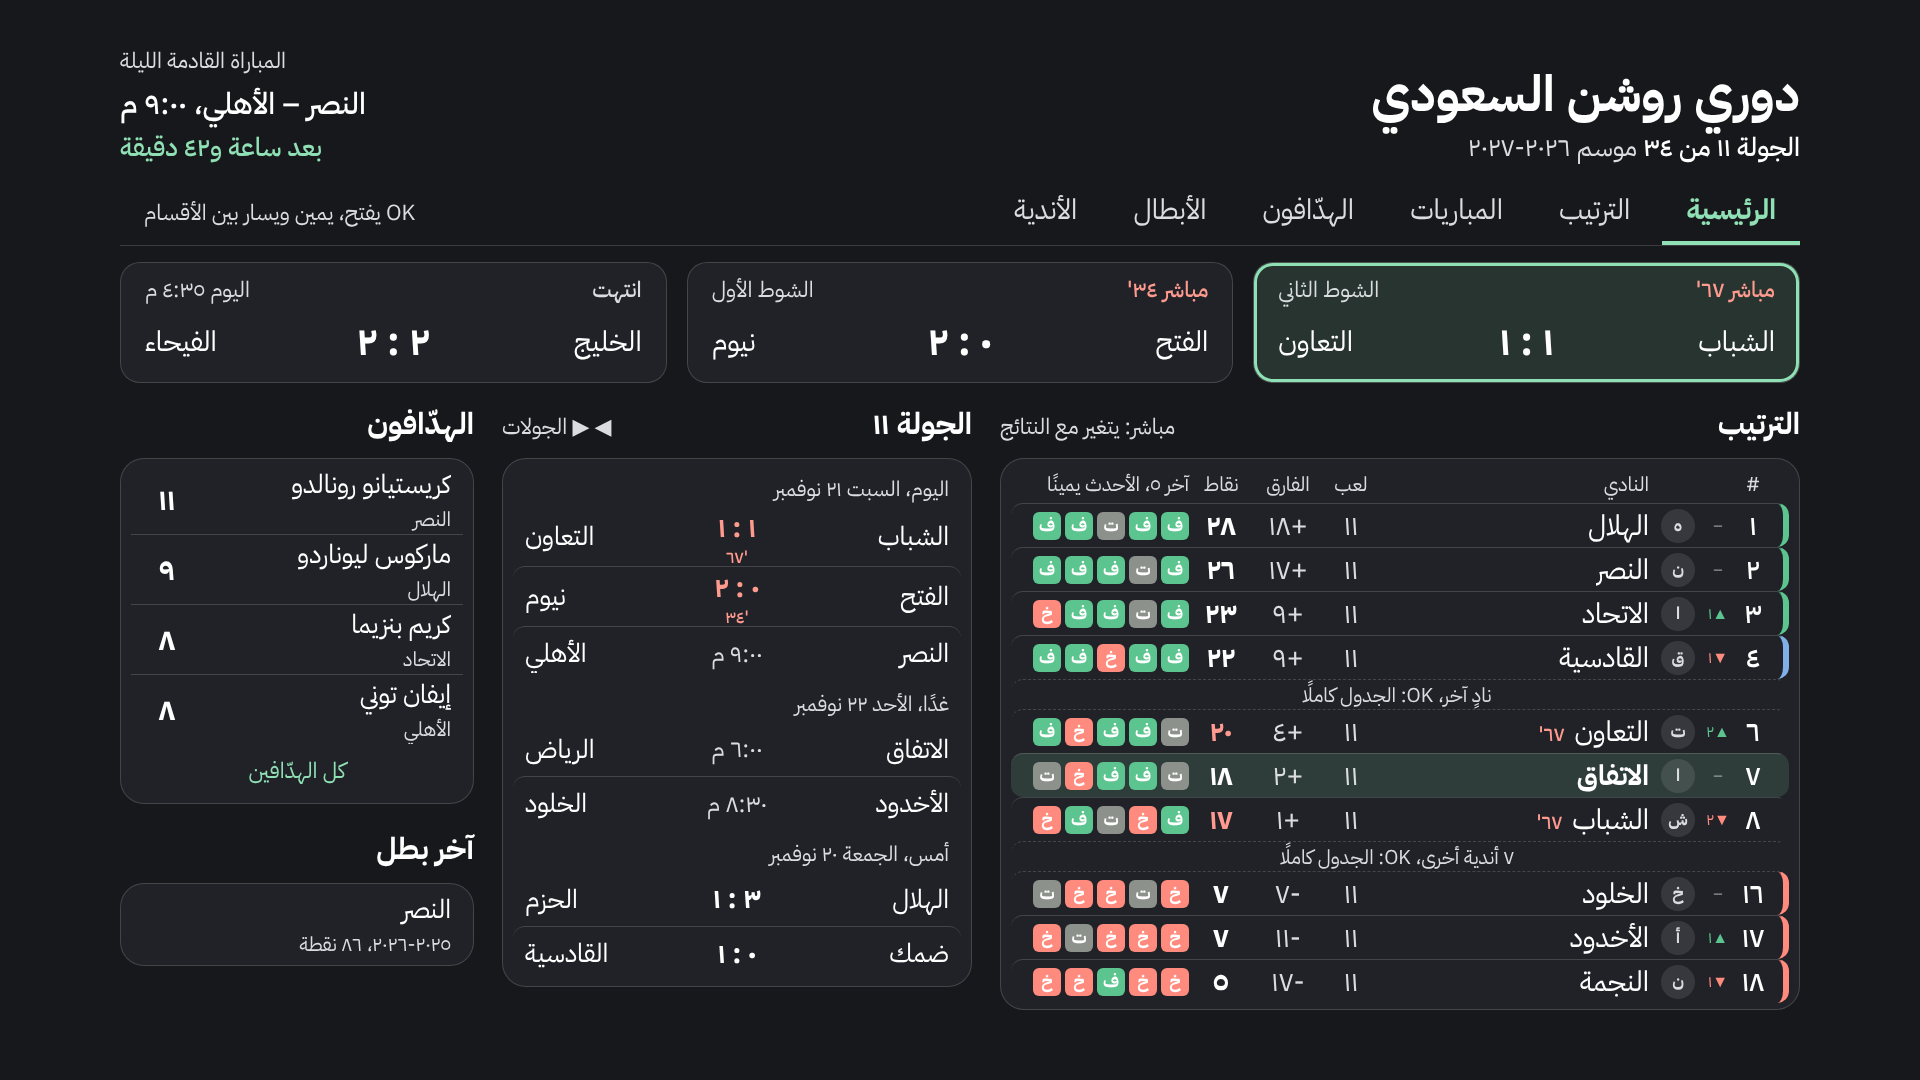 دوري روشن السعودي
الجولة ١١ من ٣٤ موسم ٢٠٢٦-٢٠٢٧
المباراة القادمة الليلة
النصر – الأهلي، ٩:٠٠ م
بعد ساعة و٤٢ دقيقة
الرئيسية الترتيب المباريات الهدّافون الأبطال الأندية
OK يفتح، يمين ويسار بين الأقسام
مباشر ٦٧' الشوط الثاني
الشباب ١ : ١ التعاون
مباشر ٣٤' الشوط الأول
الفتح ٠ : ٢ نيوم
انتهت اليوم ٤:٣٥ م
الخليج ٢ : ٢ الفيحاء
الترتيب مباشر: يتغير مع النتائج
# النادي لعب الفارق نقاط آخر ٥، الأحدث يمينًا
١ – ه الهلال ١١ +١٨ ٢٨ ف ف ت ف ف
٢ – ن النصر ١١ +١٧ ٢٦ ف ت ف ف ف
٣ ▲١ ا الاتحاد ١١ +٩ ٢٣ ف ت ف ف خ
٤ ▼١ ق القادسية ١١ +٩ ٢٢ ف ف خ ف ف
نادٍ آخر، OK: الجدول كاملًا
٦ ▲٢ ت التعاون ٦٧' ١١ +٤ ٢٠ ت ف ف خ ف
٧ – ا الاتفاق ١١ +٢ ١٨ ت ف ف خ ت
٨ ▼٢ ش الشباب ٦٧' ١١ +١ ١٧ ف خ ت ف خ
٧ أندية أخرى، OK: الجدول كاملًا
١٦ – خ الخلود ١١ -٧ ٧ خ ت خ خ ت
١٧ ▲١ أ الأخدود ١١ -١١ ٧ خ خ خ ت خ
١٨ ▼١ ن النجمة ١١ -١٧ ٥ خ خ ف خ خ
الجولة ١١ ◀ ▶ الجولات
اليوم، السبت ٢١ نوفمبر
الشباب ١ : ١ التعاون
٦٧'
الفتح ٠ : ٢ نيوم
٣٤'
النصر ٩:٠٠ م الأهلي
غدًا، الأحد ٢٢ نوفمبر
الاتفاق ٦:٠٠ م الرياض
الأخدود ٨:٣٠ م الخلود
أمس، الجمعة ٢٠ نوفمبر
الهلال ٣ : ١ الحزم
ضمك ٠ : ١ القادسية
الهدّافون
كريستيانو رونالدو ١١
النصر
ماركوس ليوناردو ٩
الهلال
كريم بنزيما ٨
الاتحاد
إيفان توني ٨
الأهلي
كل الهدّافين
آخر بطل
النصر
٢٠٢٥-٢٠٢٦، ٨٦ نقطة